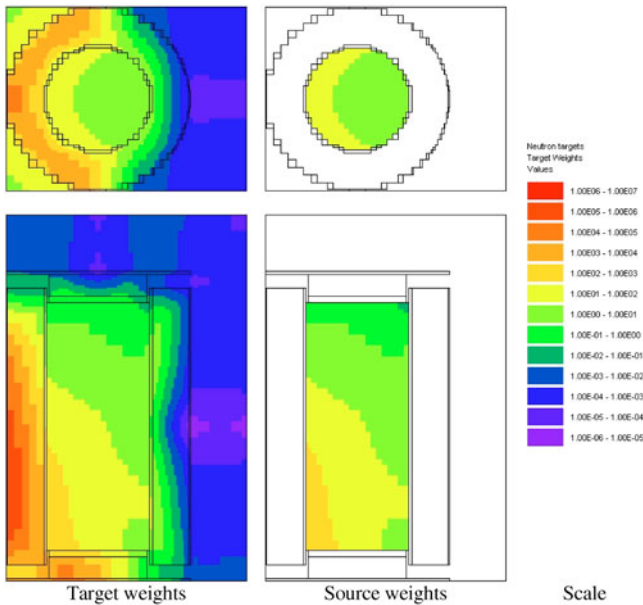 Neutron targets
Target Weights
Values
1.00E06 - 1.00E07
1.00E05 - 1.00E06
1.00E04 - 1.00E05
1.00E03 - 1.00E04
1.00E02 - 1.00E03
1.00E01 - 1.00E02
1.00E00 - 1.00E01
1.00E-01 - 1.00E00
1.00E-02 - 1.00E-01
1.00E-03 - 1.00E-02
1.00E-04 - 1.00E-03
1.00E-05 - 1.00E-04
1.00E-06 - 1.00E-05
Target weights
Source weights
Scale